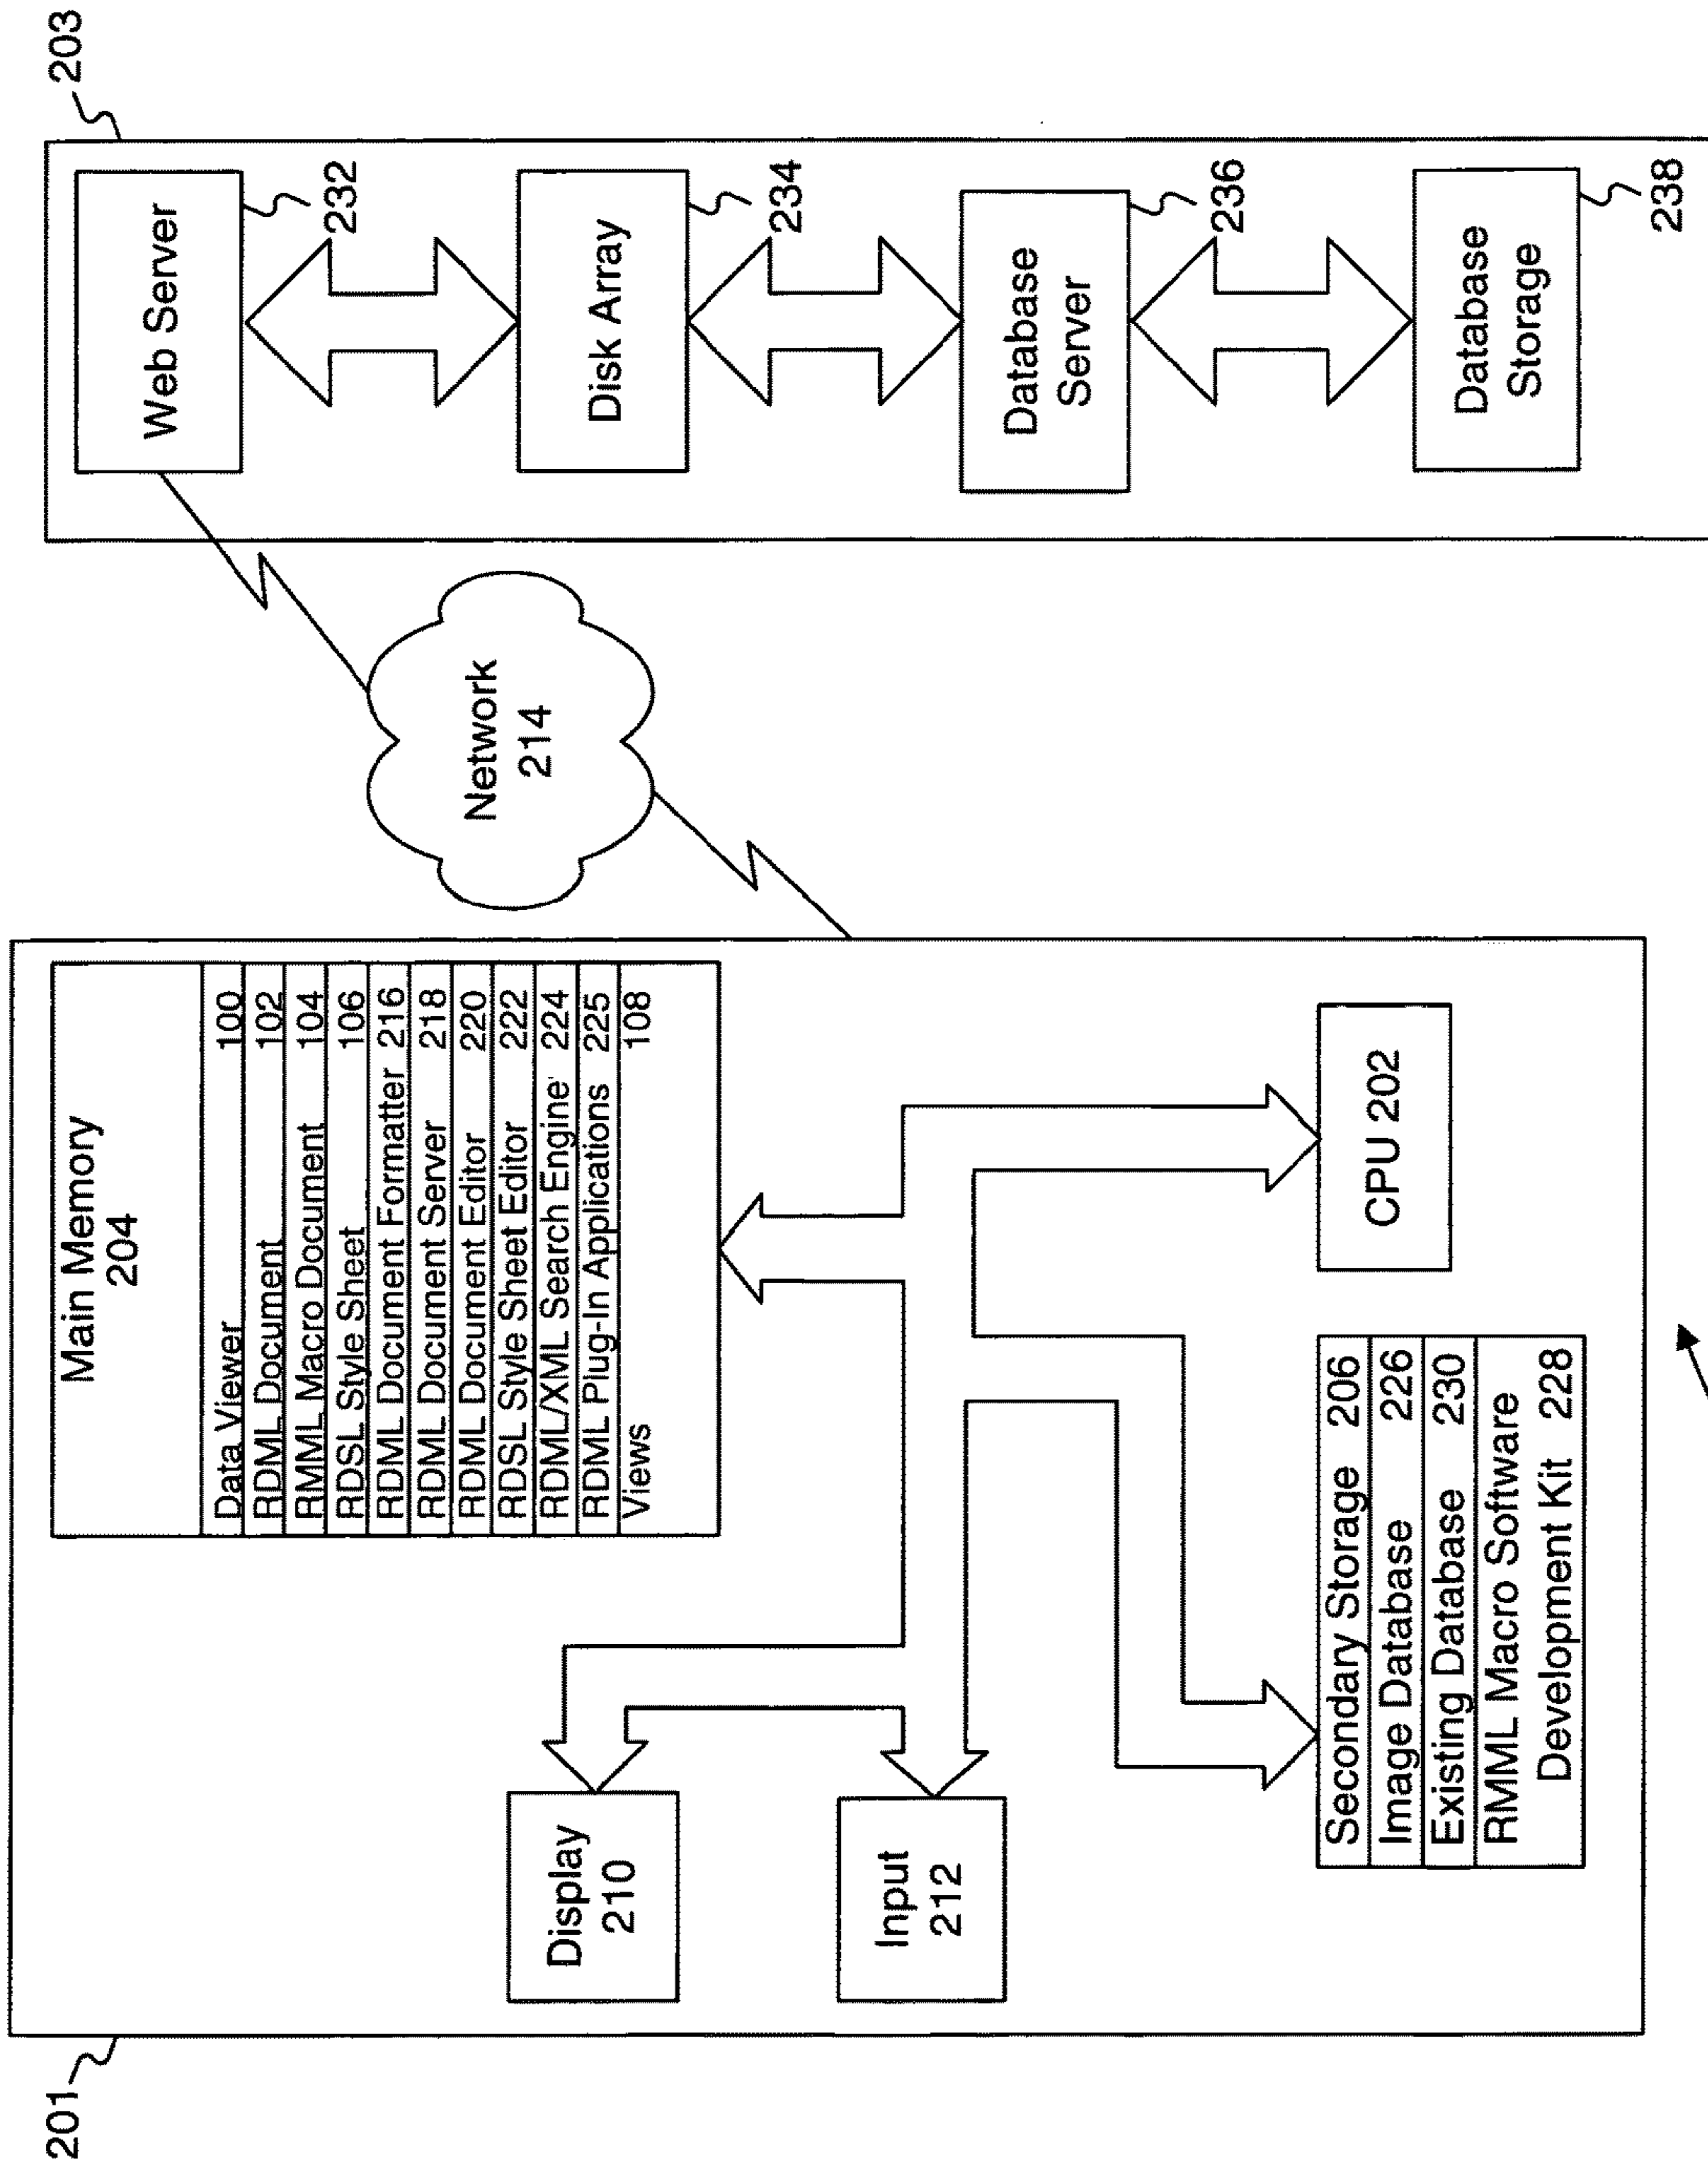 201
Main Memory
204
Data Viewer 100
RDML Document 102
RMML Macro Document 104
RDSL Style Sheet 106
RDML Document Formatter 216
RDML Document Server 218
RDML Document Editor 220
RDSL Style Sheet Editor 222
RDML/XML Search Engine 224
RDML Plug-In Applications 225
Views 108
Display
210
Input
212
Secondary Storage 206
Image Database 226
Existing Database 230
RMML Macro Software
Development Kit 228
CPU 202
Network
214
203
Web Server
232
Disk Array
234
Database
Server
236
Database
Storage
238